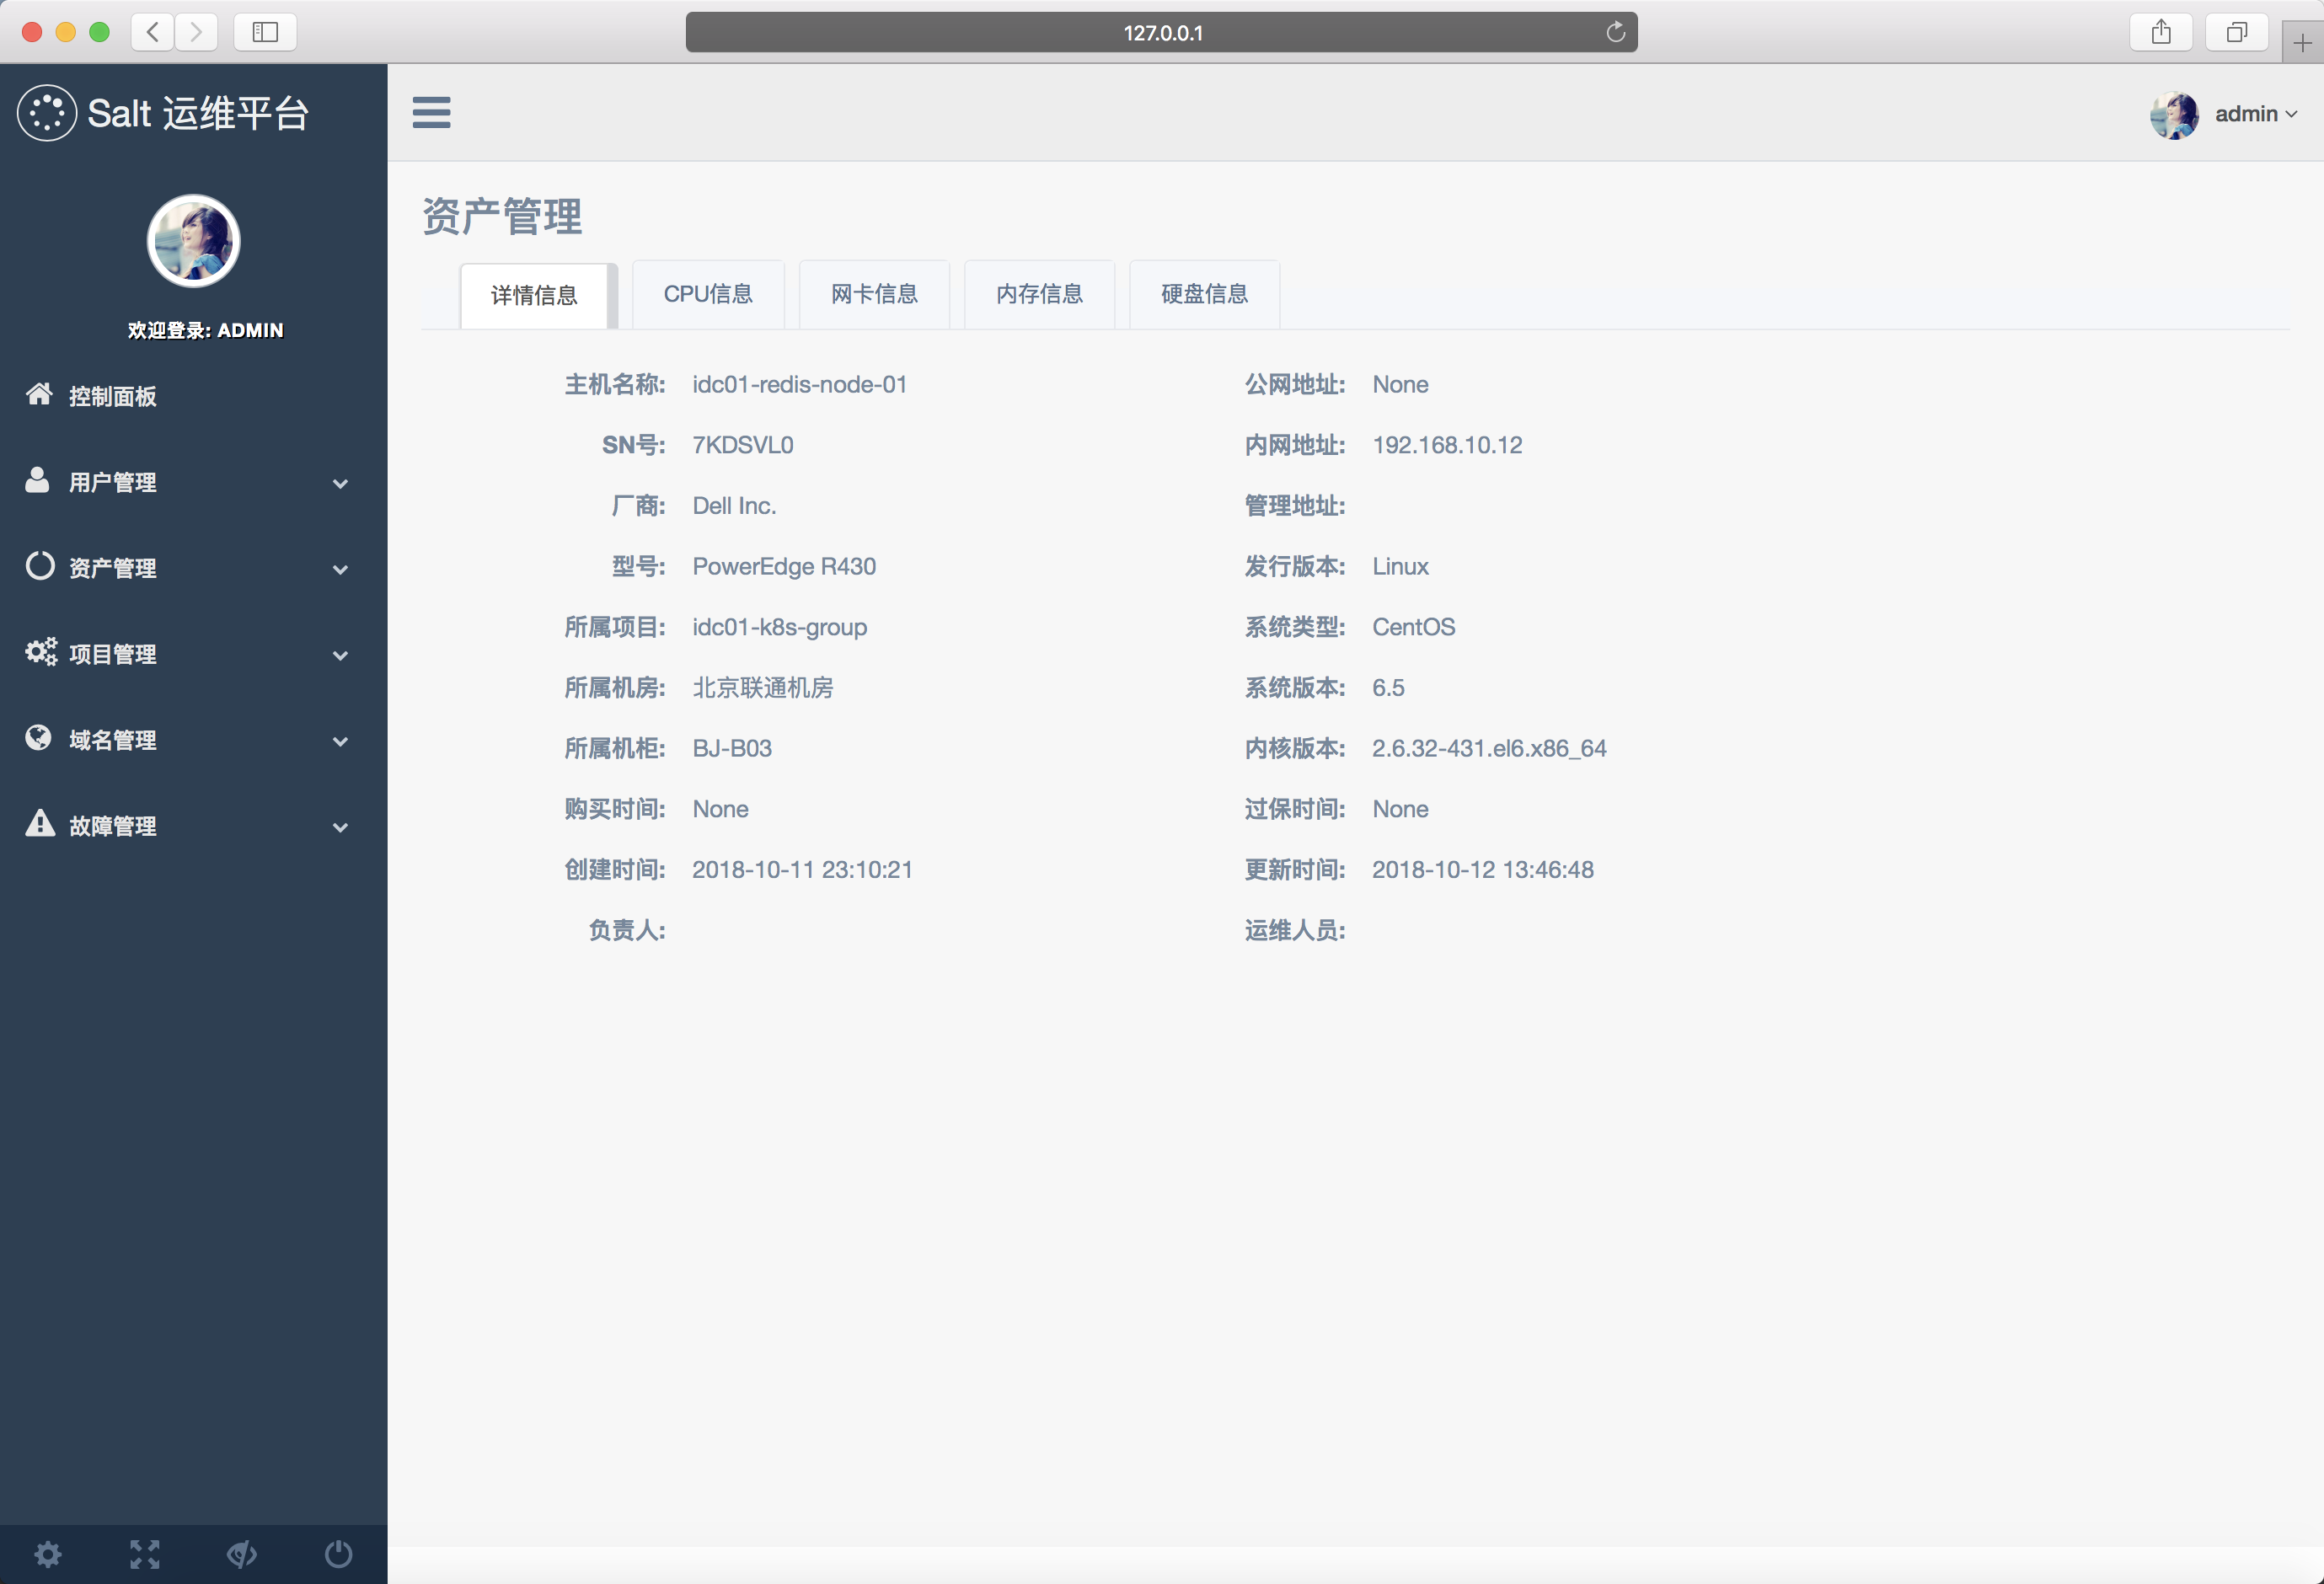 127.0.0.1
Salt 运维平台
admin
欢迎登录: ADMIN
控制面板
用户管理
资产管理
项目管理
域名管理
故障管理
资产管理
详情信息 CPU信息 网卡信息 内存信息 硬盘信息
主机名称: idc01-redis-node-01 公网地址: None
SN号: 7KDSVL0 内网地址: 192.168.10.12
厂商: Dell Inc. 管理地址:
型号: PowerEdge R430 发行版本: Linux
所属项目: idc01-k8s-group 系统类型: CentOS
所属机房: 北京联通机房 系统版本: 6.5
所属机柜: BJ-B03 内核版本: 2.6.32-431.el6.x86_64
购买时间: None 过保时间: None
创建时间: 2018-10-11 23:10:21 更新时间: 2018-10-12 13:46:48
负责人: 运维人员: